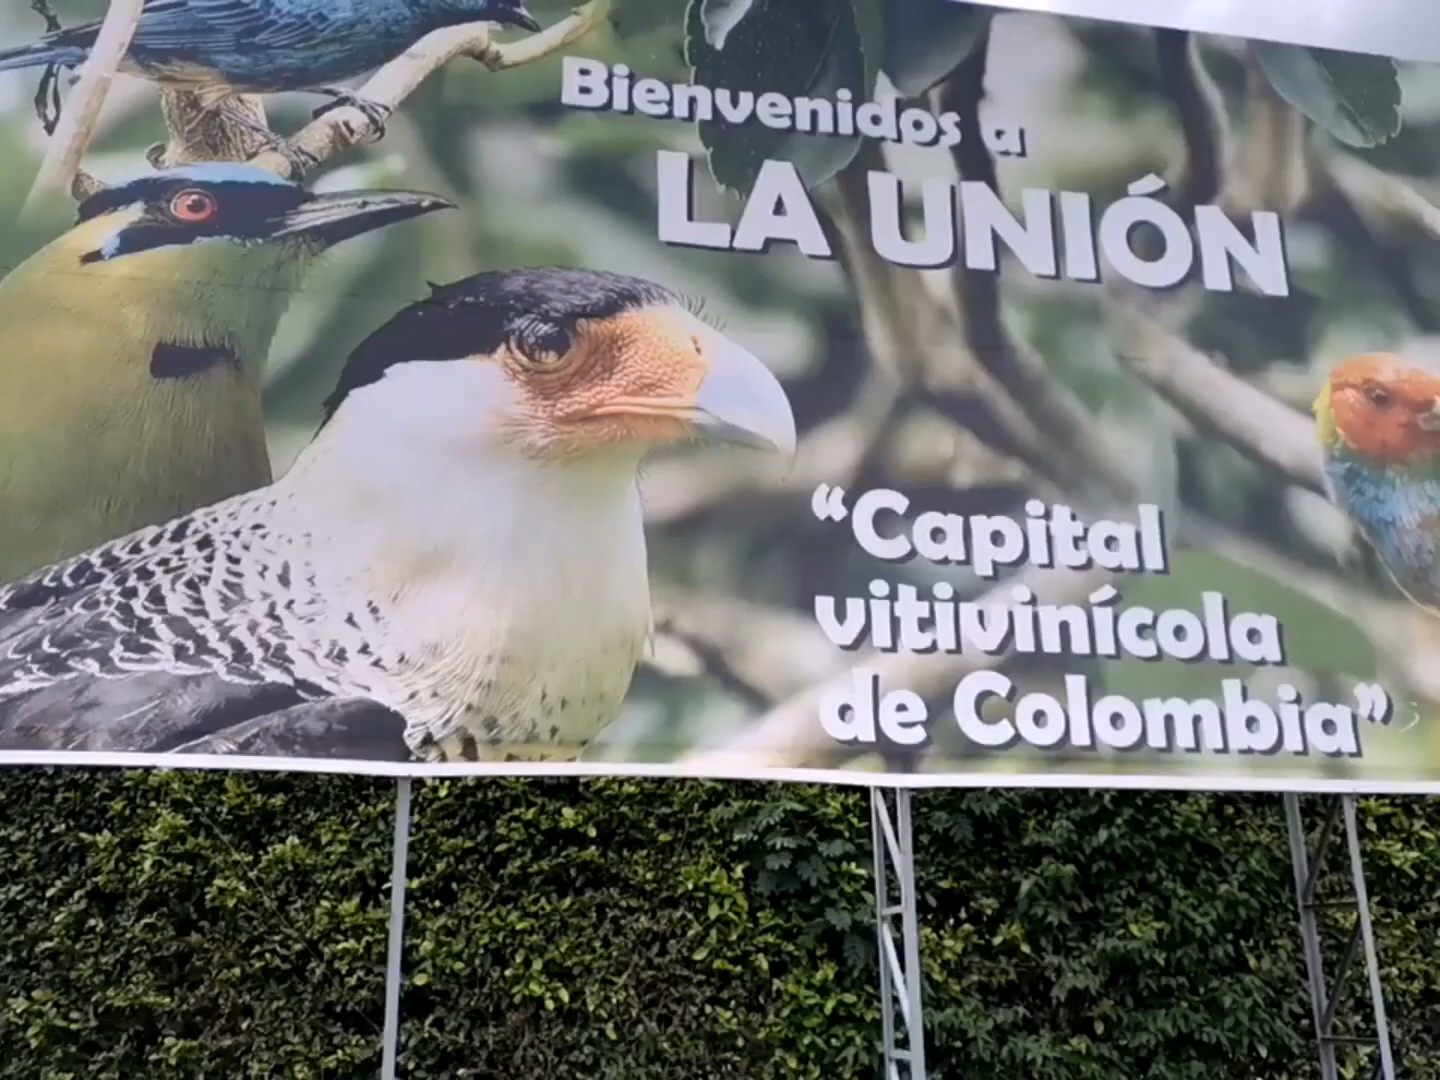 Bienvenidos a
LA UNIÓN
“Capital
vitivinícola
de Colombia”